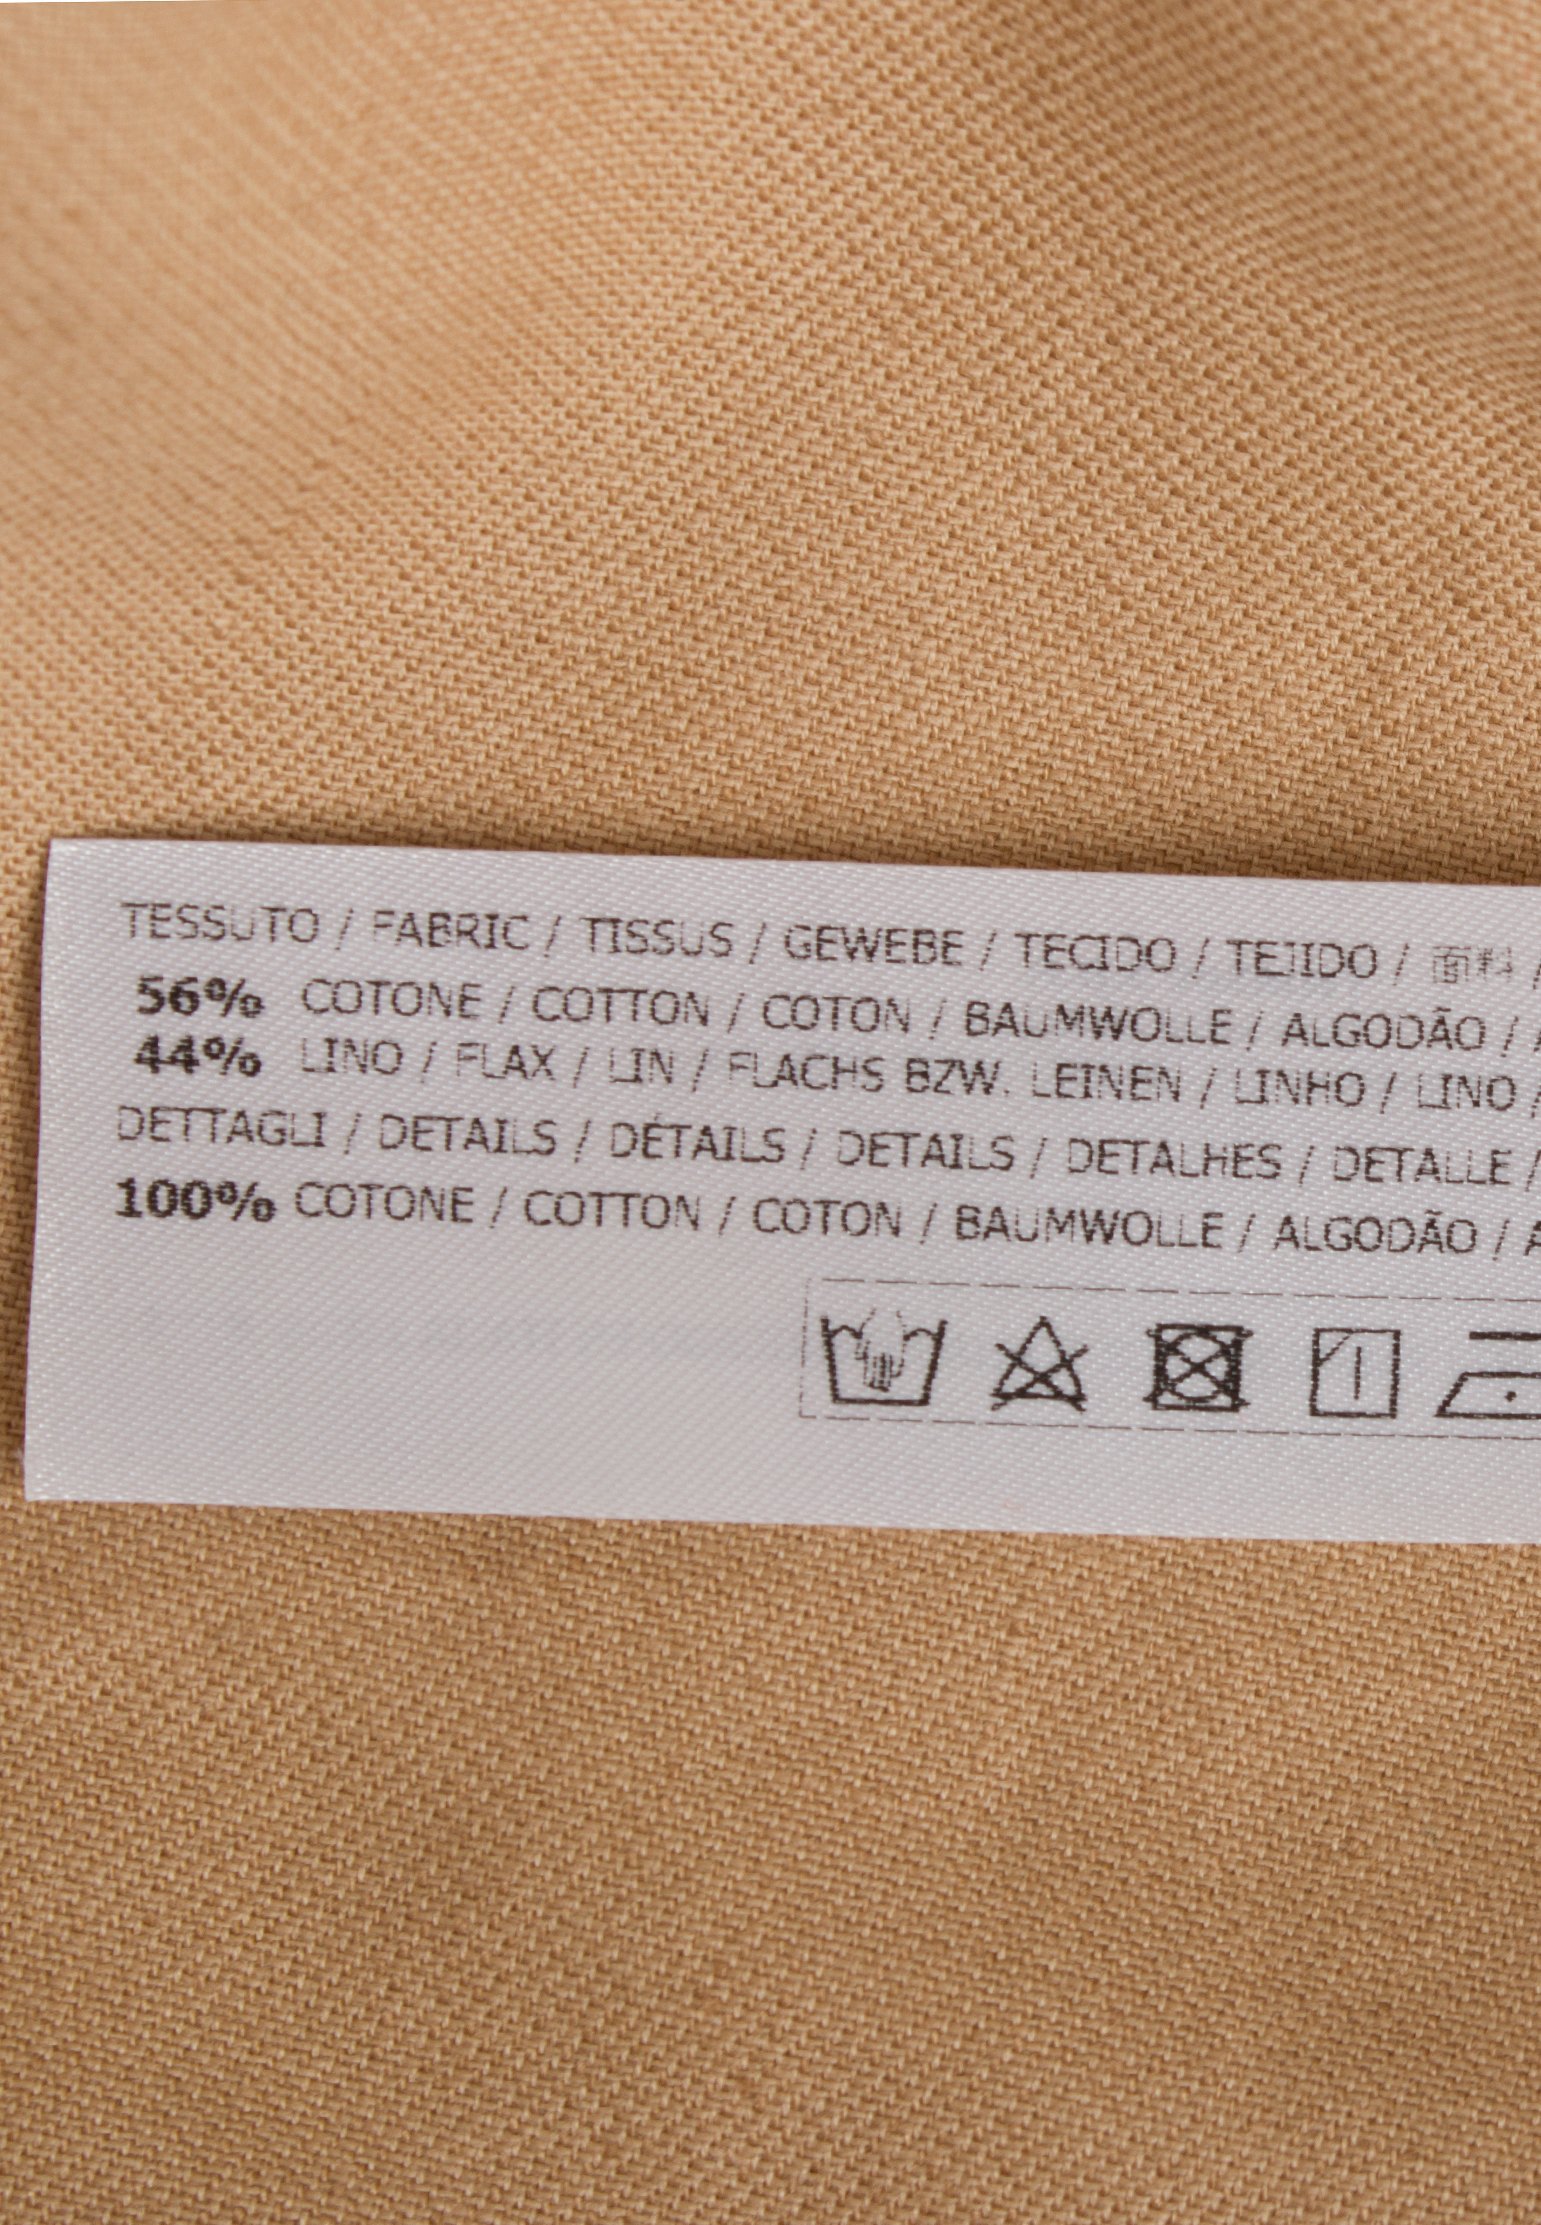 TESSUTO / FABRIC / TISSUS / GEWEBE / TECIDO / TEJIDO / 面料 /
56% COTONE / COTTON / COTON / BAUMWOLLE / ALGODÃO /
44% LINO / FLAX / LIN / FLACHS BZW. LEINEN / LINHO / LINO /
DETTAGLI / DETAILS / DÉTAILS / DETAILS / DETALHES / DETALLE /
100% COTONE / COTTON / COTON / BAUMWOLLE / ALGODÃO /